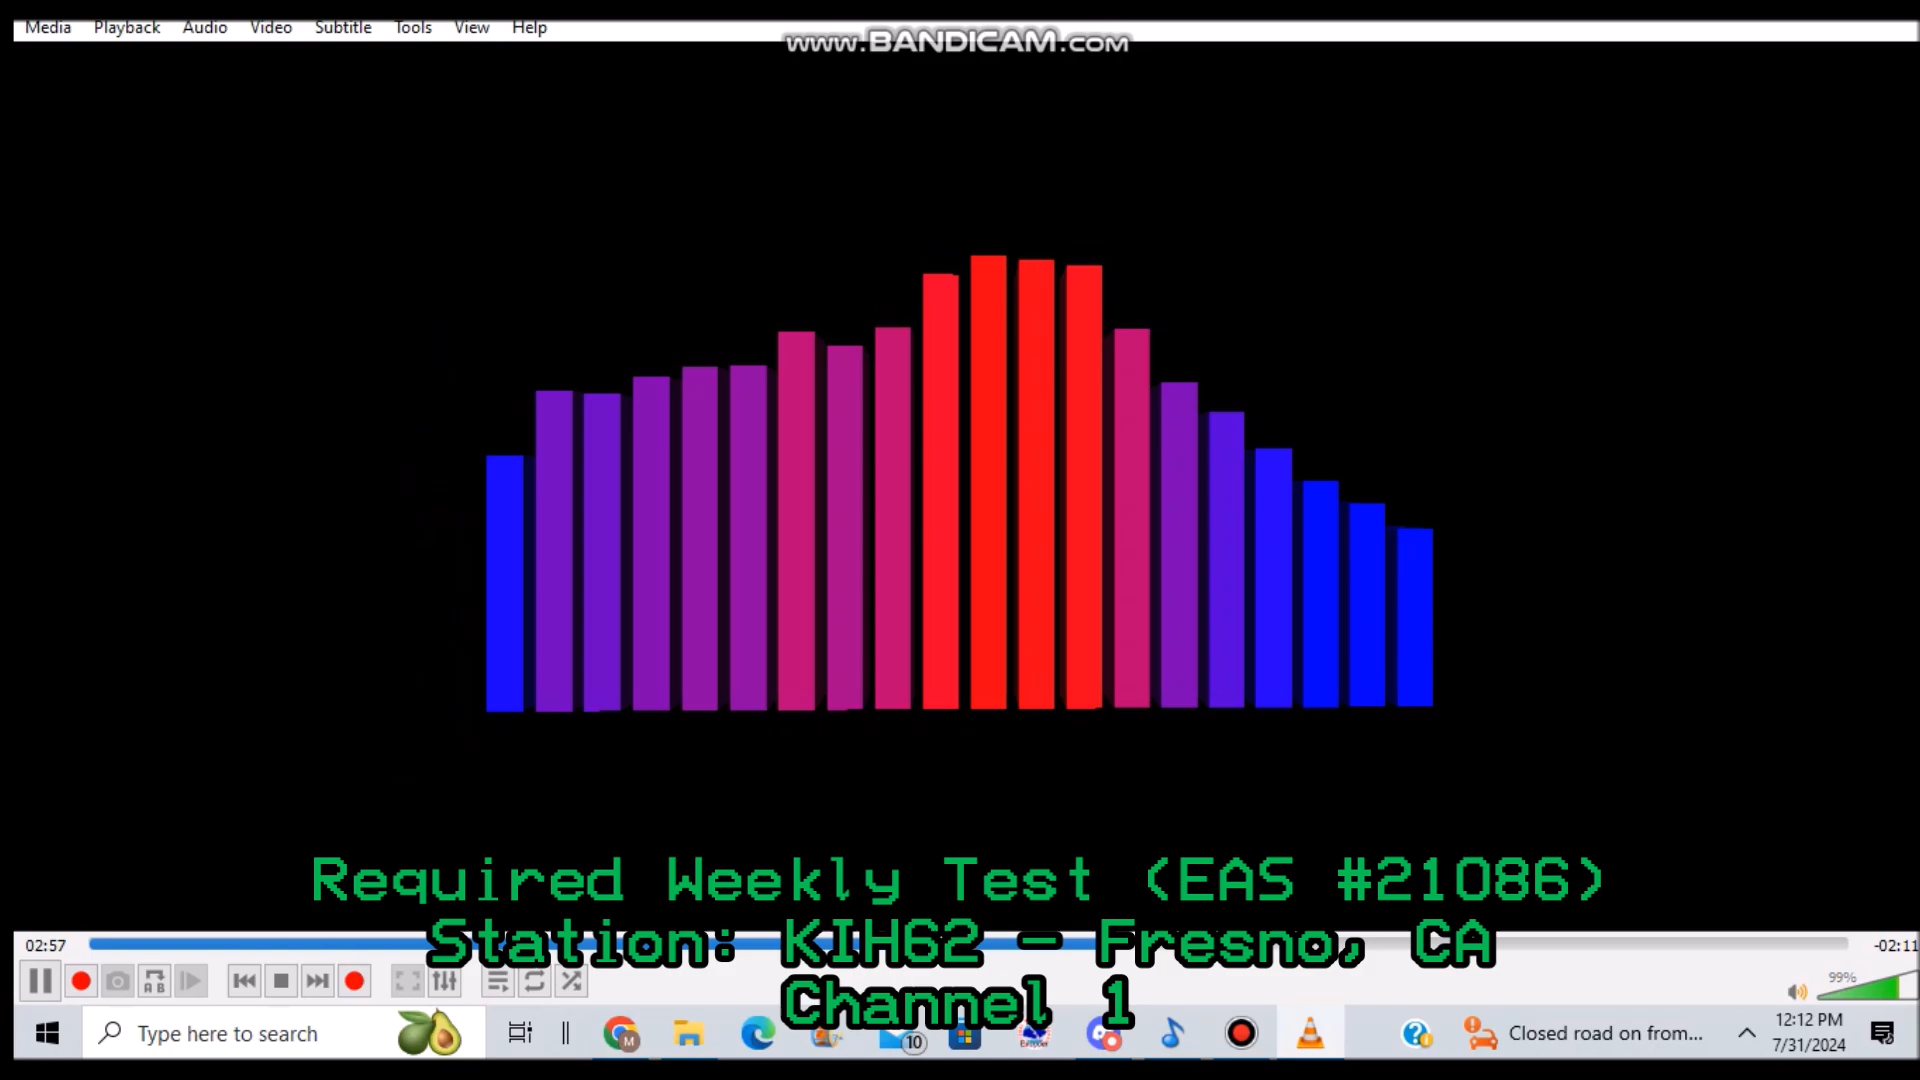 Media Playback Audio Video Subtitle Tools View Help
www.BANDICAM.com
Required Weekly Test (EAS #21086)
Station: KIH62 – Fresno, CA
Channel 1
02:57
-02:11
A B
99%
Type here to search
M
10
Closed road on from...
12:12 PM
7/31/2024